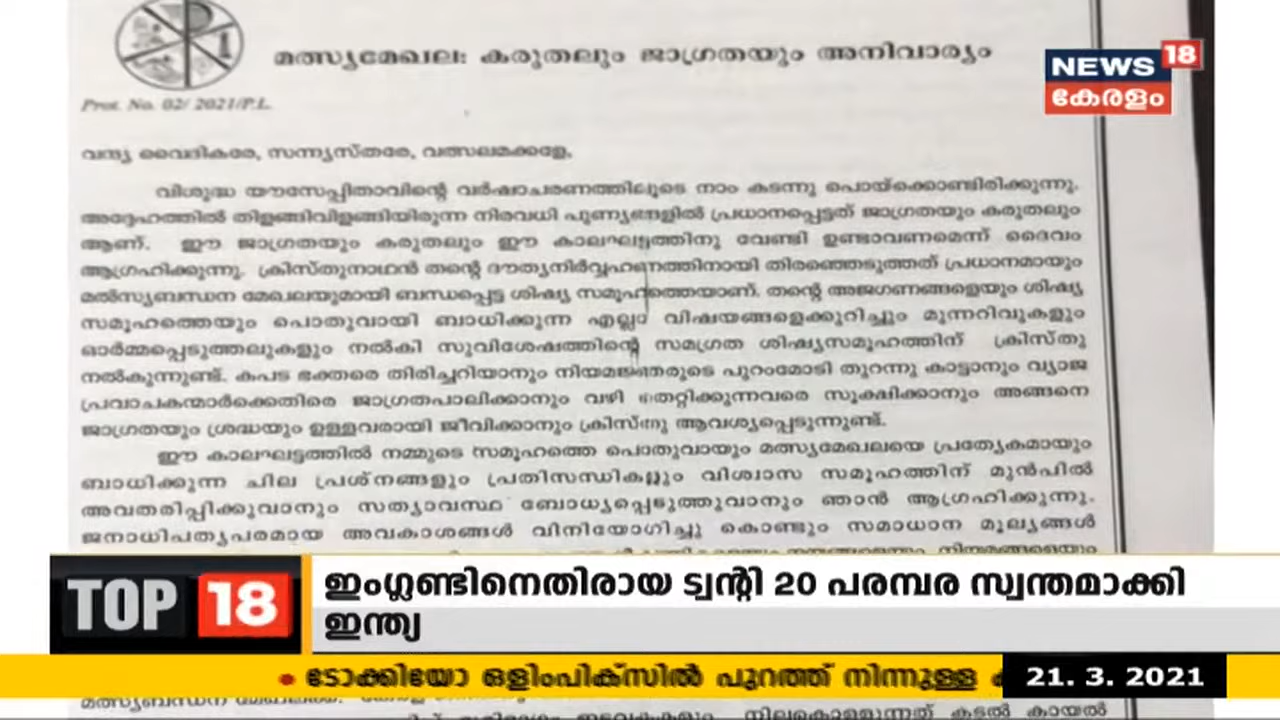 മത്സ്യമേഖല: കരുതലും ജാഗ്രതയും അനിവാര്യം
NEWS 18
കേരളം
Prot. No. 02/ 2021/P.L.
വന്ദ്യ വൈദികരേ, സന്ന്യസ്തരേ, വത്സലമക്കളേ,
വിശുദ്ധ യൗസേപ്പിതാവിന്റെ വർഷാചരണത്തിലൂടെ നാം കടന്നു പൊയ്ക്കൊണ്ടിരിക്കുന്നു.
അദ്ദേഹത്തിൽ തിളങ്ങിവിളങ്ങിയിരുന്ന നിരവധി പുണ്യങ്ങളിൽ പ്രധാനപ്പെട്ടത് ജാഗ്രതയും കരുതലും
ആണ്. ഈ ജാഗ്രതയും കരുതലും ഈ കാലഘട്ടത്തിനു വേണ്ടി ഉണ്ടാവണമെന്ന് ദൈവം
ആഗ്രഹിക്കുന്നു. ക്രിസ്തുനാഥൻ തന്റെ ദൗത്യനിർവ്വഹണത്തിനായി തിരഞ്ഞെടുത്തത് പ്രധാനമായും
മൽസ്യബന്ധന മേഖലയുമായി ബന്ധപ്പെട്ട ശിഷ്യ സമൂഹത്തെയാണ്. തന്റെ അജഗണങ്ങളെയും ശിഷ്യ
സമൂഹത്തെയും പൊതുവായി ബാധിക്കുന്ന എല്ലാ വിഷയങ്ങളെക്കുറിച്ചും മുന്നറിവുകളും
ഓർമ്മപ്പെടുത്തലുകളും നൽകി സുവിശേഷത്തിന്റെ സമഗ്രത ശിഷ്യസമൂഹത്തിന് ക്രിസ്തു
നൽകുന്നുണ്ട്. കപട ഭക്തരെ തിരിച്ചറിയാനും നിയമജ്ഞരുടെ പുറംമോടി തുറന്നു കാട്ടാനും വ്യാജ
പ്രവാചകന്മാർക്കെതിരെ ജാഗ്രതപാലിക്കാനും വഴി തെറ്റിക്കുന്നവരെ സൂക്ഷിക്കാനും അങ്ങനെ
ജാഗ്രതയും ശ്രദ്ധയും ഉള്ളവരായി ജീവിക്കാനും ക്രിസ്തു ആവശ്യപ്പെടുന്നുണ്ട്.
ഈ കാലഘട്ടത്തിൽ നമ്മുടെ സമൂഹത്തെ പൊതുവായും മത്സ്യമേഖലയെ പ്രത്യേകമായും
ബാധിക്കുന്ന ചില പ്രശ്നങ്ങളും പ്രതിസന്ധികളും വിശ്വാസ സമൂഹത്തിന് മുൻപിൽ
അവതരിപ്പിക്കുവാനും സത്യാവസ്ഥ ബോധ്യപ്പെടുത്തുവാനും ഞാൻ ആഗ്രഹിക്കുന്നു.
ജനാധിപത്യപരമായ അവകാശങ്ങൾ വിനിയോഗിച്ചു കൊണ്ടും സമാധാന മൂല്യങ്ങൾ
TOP 18
ഇംഗ്ലണ്ടിനെതിരായ ട്വന്റി 20 പരമ്പര സ്വന്തമാക്കി
ഇന്ത്യ
• ടോക്കിയോ ഒളിംപിക്സിൽ പുറത്ത് നിന്നുള്ള
21. 3. 2021